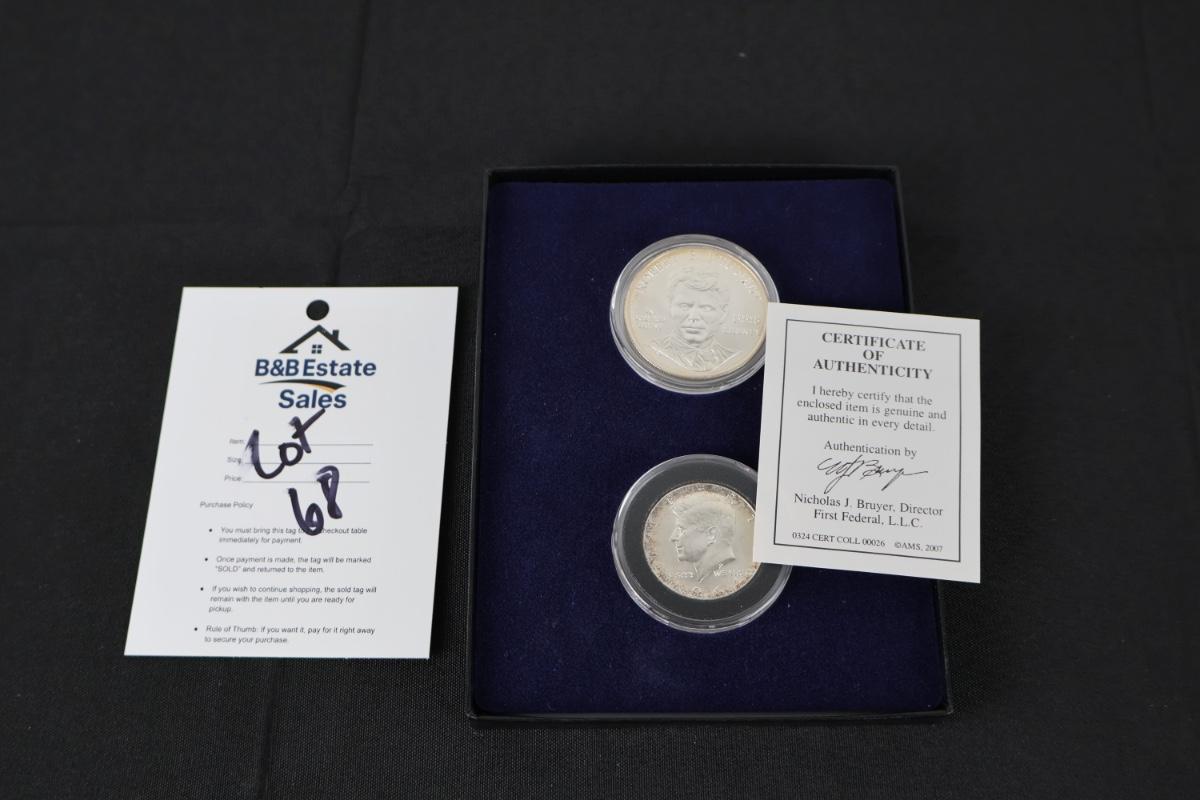 B&B Estate
Sales
Item:
Size:
Price:
Lot
68
Purchase Policy
● You must bring this tag to checkout table
immediately for payment.
● Once payment is made, the tag will be marked
"SOLD" and returned to the item.
● If you wish to continue shopping, the sold tag will
remain with the item until you are ready for
pickup.
● Rule of Thumb: If you want it, pay for it right away
to secure your purchase.
CERTIFICATE
OF
AUTHENTICITY
I hereby certify that the
enclosed item is genuine and
authentic in every detail.
Authentication by
Nicholas J. Bruyer, Director
First Federal, L.L.C.
0324 CERT COLL 00026 ©AMS, 2007